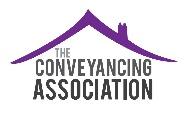 THE
CONVEYANCING
ASSOCIATION